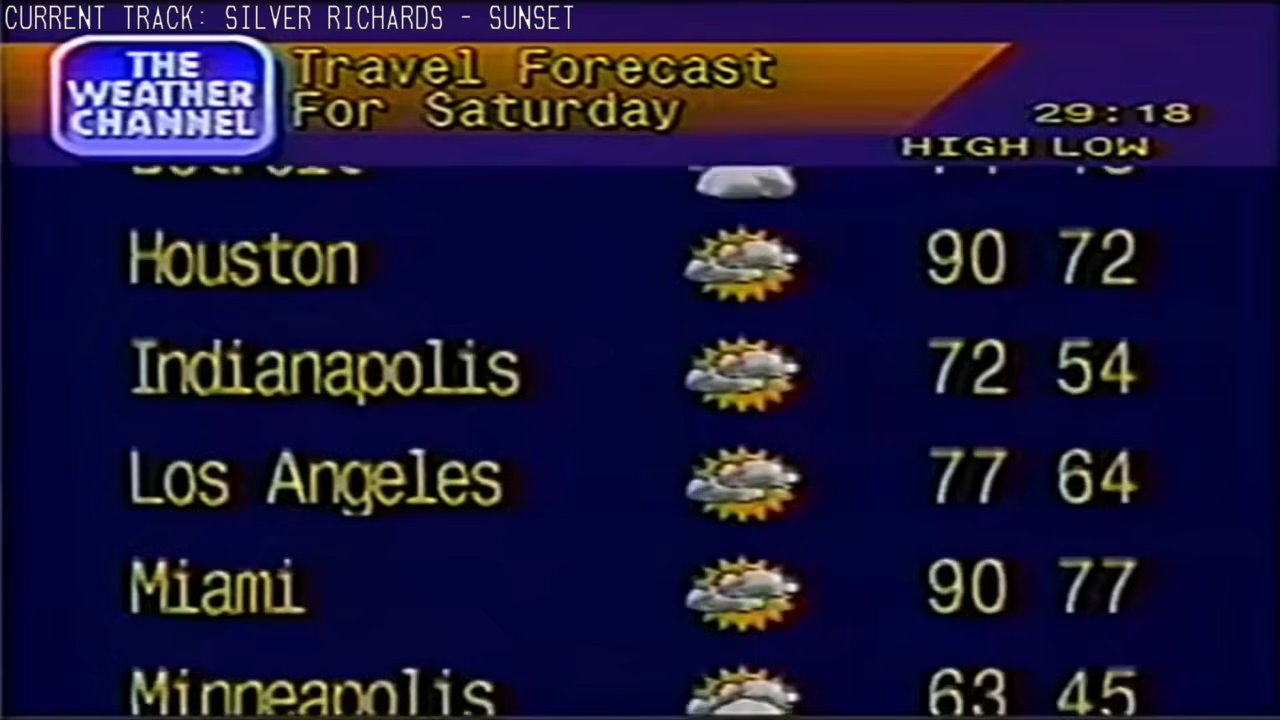 CURRENT TRACK: SILVER RICHARDS - SUNSET
THE
WEATHER
CHANNEL
Travel Forecast
For Saturday
29:18
HIGH LOW
Detroit
Houston 90 72
Indianapolis 72 54
Los Angeles 77 64
Miami 90 77
Minneapolis 63 45